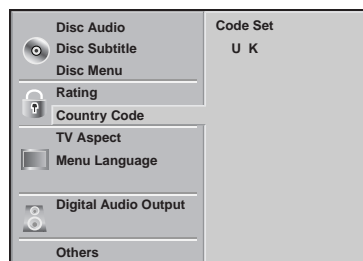 Disc Audio
Disc Subtitle
Disc Menu
Rating
Country Code
TV Aspect
Menu Language
Digital Audio Output
Others
Code Set
U K